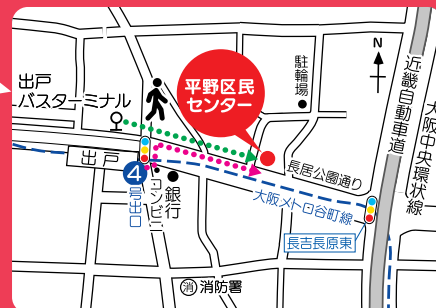 平野区民
センター
駐輪場
N
近畿自動車道
大阪中央環状線
出戸
バスターミナル
出戸
4
号出口
コンビニ
銀行
長居公園通り
大阪メトロ谷町線
長吉長原東
消 消防署